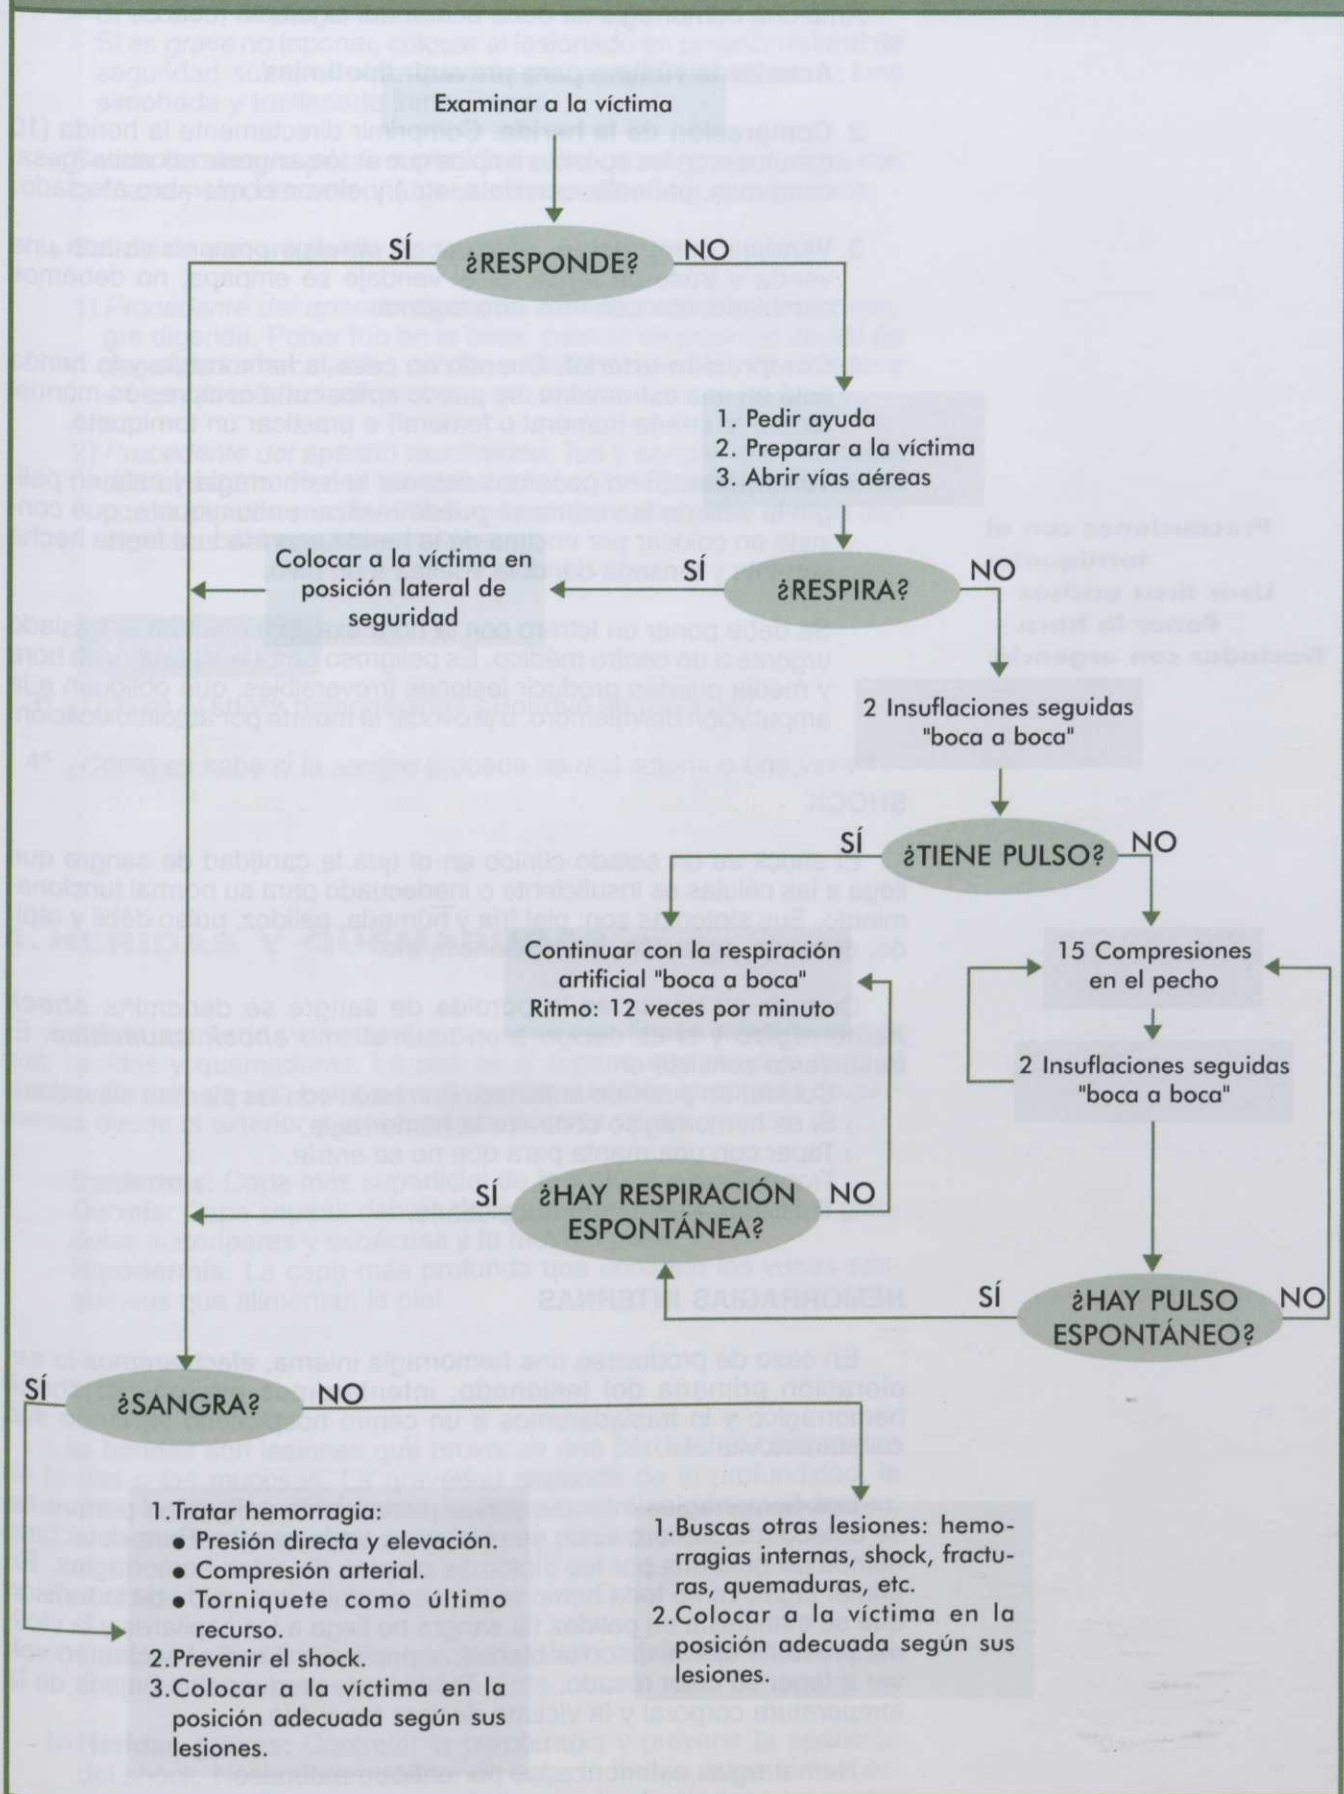 Examinar a la víctima
SÍ
¿RESPONDE?
NO
1. Pedir ayuda
2. Preparar a la víctima
3. Abrir vías aéreas
Colocar a la víctima en
posición lateral de
seguridad
SÍ
¿RESPIRA?
NO
2 Insuflaciones seguidas
"boca a boca"
SÍ
¿TIENE PULSO?
NO
Continuar con la respiración
artificial "boca a boca"
Ritmo: 12 veces por minuto
15 Compresiones
en el pecho
2 Insuflaciones seguidas
"boca a boca"
SÍ
¿HAY RESPIRACIÓN
ESPONTÁNEA?
NO
SÍ
¿HAY PULSO
ESPONTÁNEO?
NO
SÍ
¿SANGRA?
NO
1.Tratar hemorragia:
● Presión directa y elevación.
● Compresión arterial.
● Torniquete como último
recurso.
2.Prevenir el shock.
3.Colocar a la víctima en la
posición adecuada según sus
lesiones.
1.Buscas otras lesiones: hemo-
rragias internas, shock, fractu-
ras, quemaduras, etc.
2.Colocar a la víctima en la
posición adecuada según sus
lesiones.